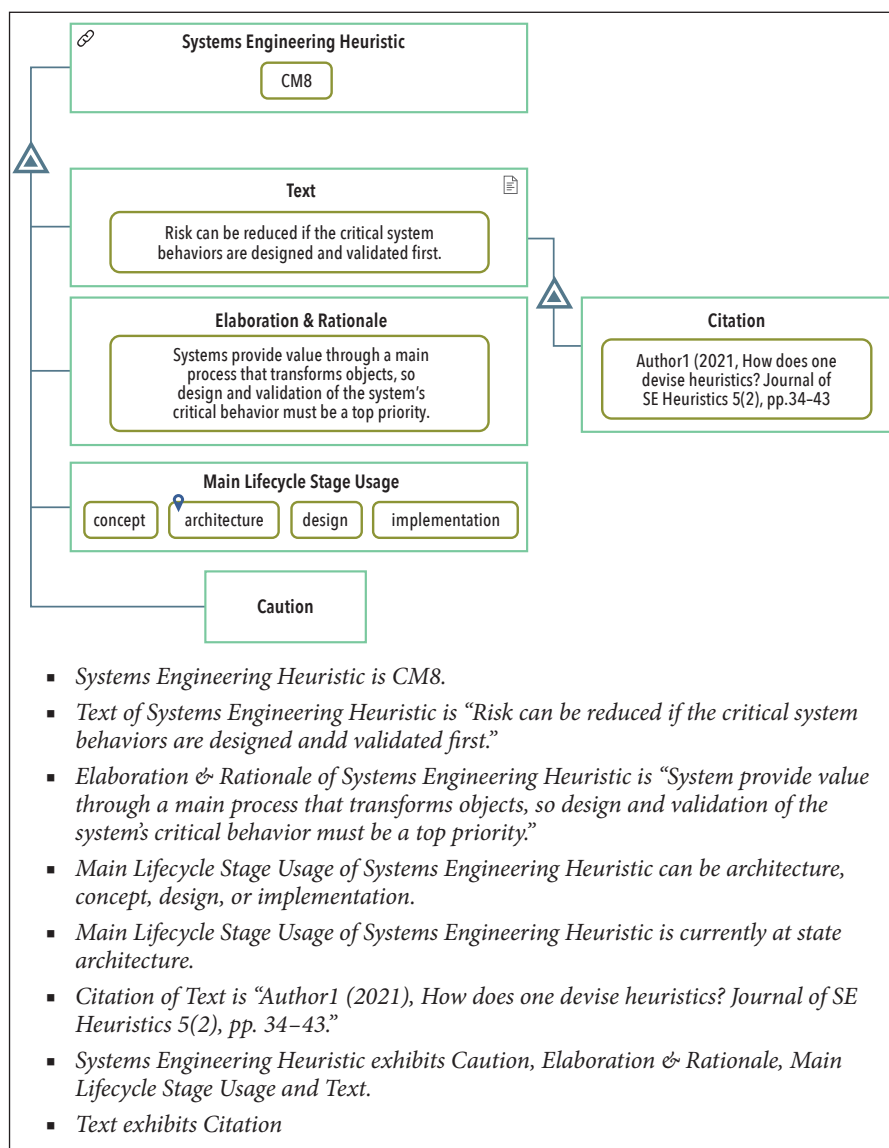 Systems Engineering Heuristic
CM8
Text
Risk can be reduced if the critical system
behaviors are designed and validated first.
Elaboration & Rationale
Systems provide value through a main
process that transforms objects, so
design and validation of the system's
critical behavior must be a top priority.
Citation
Author1 (2021, How does one
devise heuristics? Journal of
SE Heuristics 5(2), pp.34–43
Main Lifecycle Stage Usage
concept architecture design implementation
Caution
▪ Systems Engineering Heuristic is CM8.
▪ Text of Systems Engineering Heuristic is “Risk can be reduced if the critical system
behaviors are designed andd validated first.”
▪ Elaboration & Rationale of Systems Engineering Heuristic is “System provide value
through a main process that transforms objects, so design and validation of the
system’s critical behavior must be a top priority.”
▪ Main Lifecycle Stage Usage of Systems Engineering Heuristic can be architecture,
concept, design, or implementation.
▪ Main Lifecycle Stage Usage of Systems Engineering Heuristic is currently at state
architecture.
▪ Citation of Text is “Author1 (2021), How does one devise heuristics? Journal of SE
Heuristics 5(2), pp. 34–43.”
▪ Systems Engineering Heuristic exhibits Caution, Elaboration & Rationale, Main
Lifecycle Stage Usage and Text.
▪ Text exhibits Citation